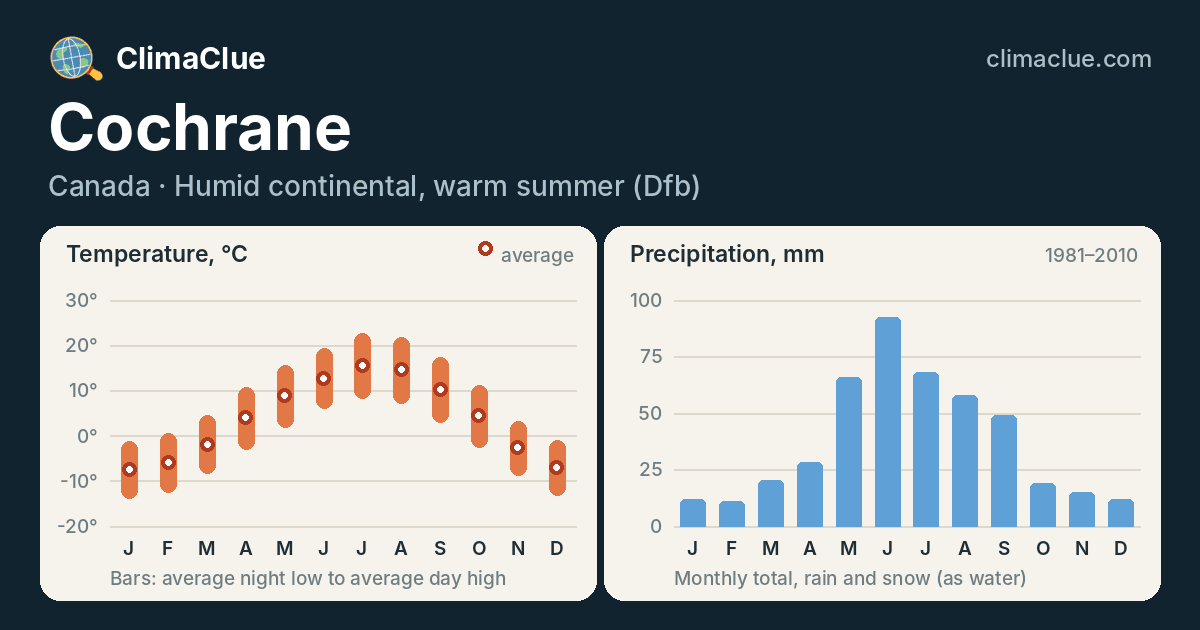 ClimaClue
climaclue.com
Cochrane
Canada · Humid continental, warm summer (Dfb)
Temperature, °C
average
30°
20°
10°
0°
-10°
-20°
J F M A M J J A S O N D
Bars: average night low to average day high
Precipitation, mm
1981–2010
100
75
50
25
0
J F M A M J J A S O N D
Monthly total, rain and snow (as water)